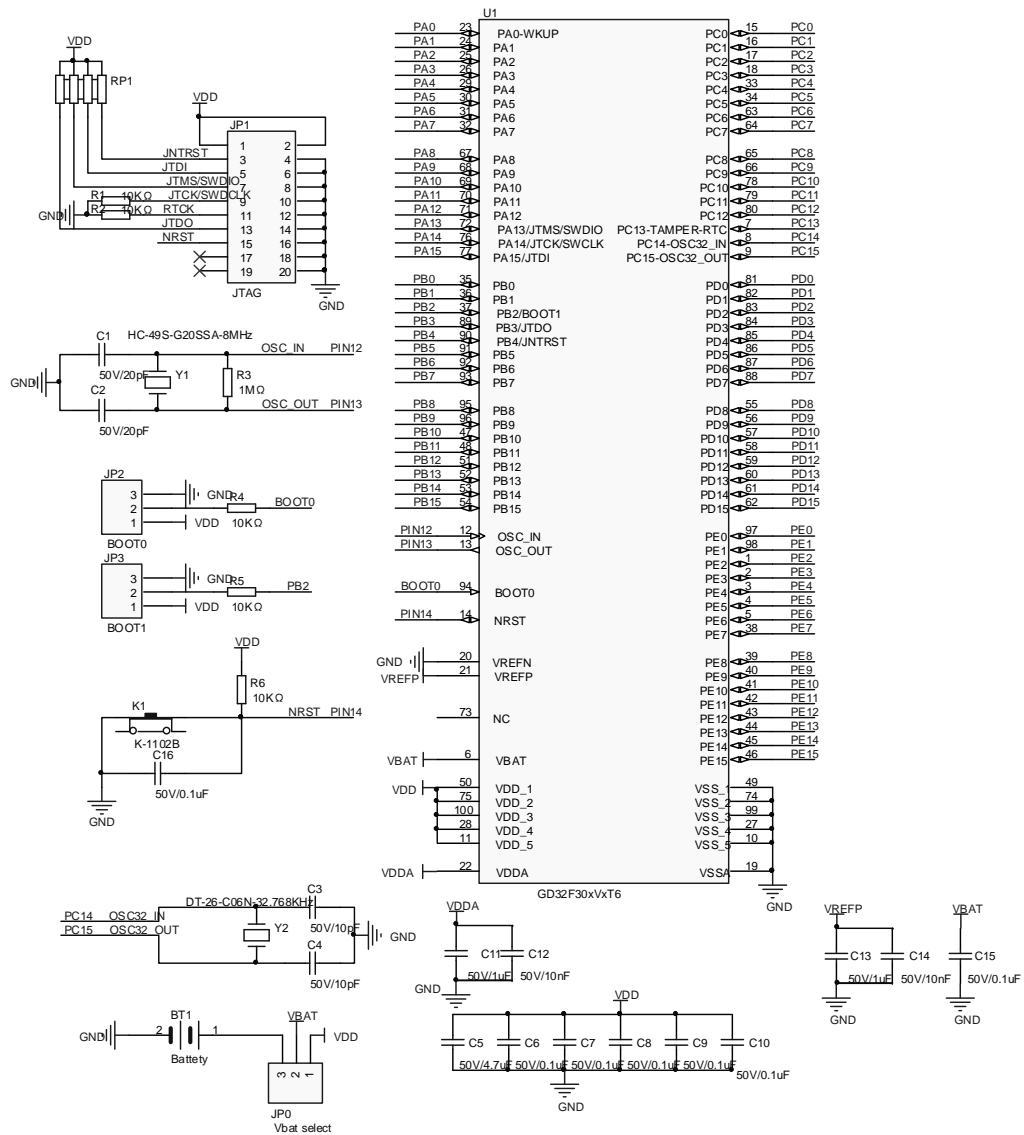 U1
PA0 23 PA0-WKUP PC0 15 PC0
PA1 24 PA1 PC1 16 PC1
PA2 25 PA2 PC2 17 PC2
PA3 26 PA3 PC3 18 PC3
PA4 29 PA4 PC4 33 PC4
PA5 30 PA5 PC5 34 PC5
PA6 31 PA6 PC6 63 PC6
PA7 32 PA7 PC7 64 PC7
PA8 67 PA8 PC8 65 PC8
PA9 68 PA9 PC9 66 PC9
PA10 69 PA10 PC10 78 PC10
PA11 70 PA11 PC11 79 PC11
PA12 71 PA12 PC12 80 PC12
PA13 72 PA13/JTMS/SWDIO PC13-TAMPER-RTC 7 PC13
PA14 76 PA14/JTCK/SWCLK PC14-OSC32_IN 8 PC14
PA15 77 PA15/JTDI PC15-OSC32_OUT 9 PC15
PB0 35 PB0 PD0 81 PD0
PB1 36 PB1 PD1 82 PD1
PB2 37 PB2/BOOT1 PD2 83 PD2
PB3 89 PB3/JTDO PD3 84 PD3
PB4 90 PB4/JNTRST PD4 85 PD4
PB5 91 PB5 PD5 86 PD5
PB6 92 PB6 PD6 87 PD6
PB7 93 PB7 PD7 88 PD7
PB8 95 PB8 PD8 55 PD8
PB9 96 PB9 PD9 56 PD9
PB10 47 PB10 PD10 57 PD10
PB11 48 PB11 PD11 58 PD11
PB12 51 PB12 PD12 59 PD12
PB13 52 PB13 PD13 60 PD13
PB14 53 PB14 PD14 61 PD14
PB15 54 PB15 PD15 62 PD15
PIN12 12 OSC_IN PE0 97 PE0
PIN13 13 OSC_OUT PE1 98 PE1
PE2 1 PE2
PE3 2 PE3
BOOT0 94 BOOT0 PE4 3 PE4
PE5 4 PE5
PIN14 14 NRST PE6 5 PE6
PE7 38 PE7
GND 20 VREFN PE8 39 PE8
VREFP 21 VREFP PE9 40 PE9
PE10 41 PE10
PE11 42 PE11
73 NC PE12 43 PE12
PE13 44 PE13
PE14 45 PE14
VBAT 6 VBAT PE15 46 PE15
VDD 50 VDD_1 VSS_1 49
75 VDD_2 VSS_2 74
100 VDD_3 VSS_3 99
28 VDD_4 VSS_4 27
11 VDD_5 VSS_5 10
VDDA 22 VDDA VSSA 19
GND
GD32F30xVxT6
VDD
RP1
VDD
JP1
1 2
JNTRST 3 4
JTDI 5 6
JTMS/SWDIO 7 8
R1 10KΩ JTCK/SWDCLK 9 10
GND R2 10KΩ RTCK 11 12
JTDO 13 14
NRST 15 16
17 18
19 20
JTAG
GND
HC-49S-G20SSA-8MHz
C1 OSC_IN PIN12
50V/20pF
GND Y1 R3
1MΩ
C2 OSC_OUT PIN13
50V/20pF
JP2
3 GND
2 R4 BOOT0
1 VDD 10KΩ
BOOT0
JP3
3 GND
2 R5 PB2
1 VDD 10KΩ
BOOT1
VDD
R6
10KΩ
K1 NRST PIN14
K-1102B
C16
50V/0.1uF
GND
DT-26-C06N-32.768KHz C3
PC14 OSC32_IN 50V/10pF
PC15 OSC32_OUT Y2 GND
C4
50V/10pF
GND 2 BT1 1 VBAT VDD
Battety
3 2 1
JP0
Vbat select
VDDA
C11 C12
50V/1uF 50V/10nF
GND
VREFP VBAT
C13 C14 C15
50V/1uF 50V/10nF 50V/0.1uF
GND GND
VDD
C5 C6 C7 C8 C9 C10
50V/4.7uF 50V/0.1uF 50V/0.1uF 50V/0.1uF 50V/0.1uF 50V/0.1uF
GND